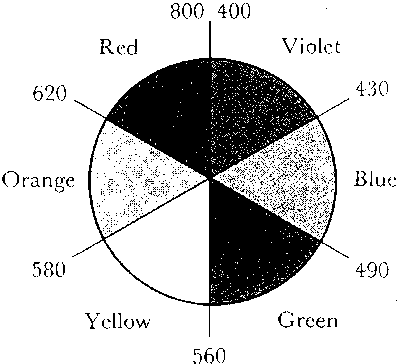 800 400
Red
Violet
620
430
Orange
Blue
580
490
Yellow
Green
560